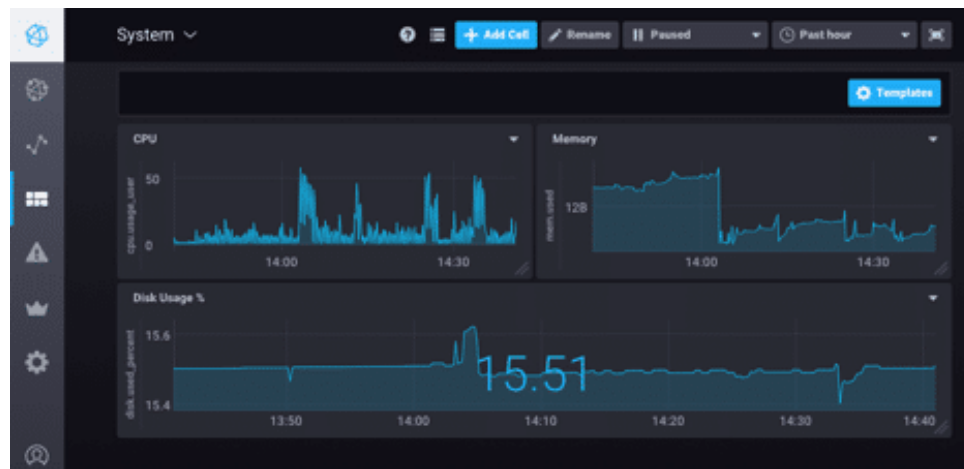 System
Add Cell
Rename
Paused
Past hour
Templates
CPU
cpu.usage_user
50
0
14:00
14:30
Memory
mem.used
128
14:00
14:30
Disk Usage %
disk.used_percent
15.6
15.4
15.51
13:50
14:00
14:10
14:20
14:30
14:40